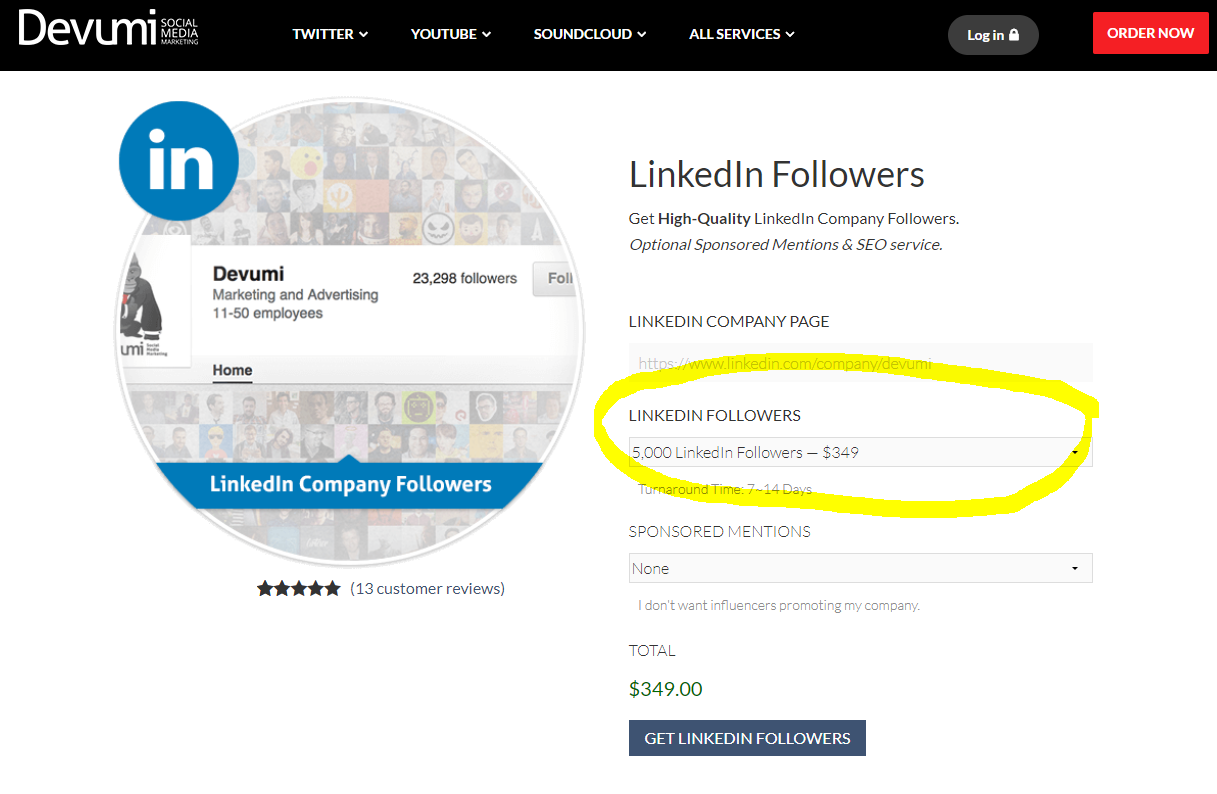 Devumi SOCIAL MEDIA MARKETING
TWITTER
YOUTUBE
SOUNDCLOUD
ALL SERVICES
Log in
ORDER NOW
in
Devumi
23,298 followers
Foll
Marketing and Advertising
11-50 employees
umi Social Media Marketing
Home
LinkedIn Company Followers
(13 customer reviews)
LinkedIn Followers
Get High-Quality LinkedIn Company Followers.
Optional Sponsored Mentions & SEO service.
LINKEDIN COMPANY PAGE
https://www.linkedin.com/company/devumi
LINKEDIN FOLLOWERS
5,000 LinkedIn Followers — $349
Turnaround Time: 7~14 Days
SPONSORED MENTIONS
None
I don't want influencers promoting my company.
TOTAL
$349.00
GET LINKEDIN FOLLOWERS